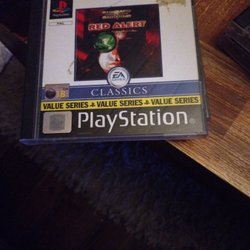 COMMAND & CONQUER
RED ALERT
EA
CLASSICS
VALUE SERIES VALUE SERIES VALUE SERIES
PlayStation